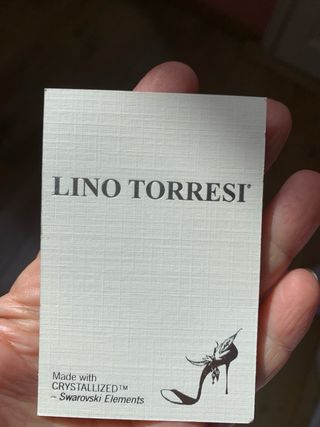 LINO TORRESI®
Made with
CRYSTALLIZED™
~ Swarovski Elements